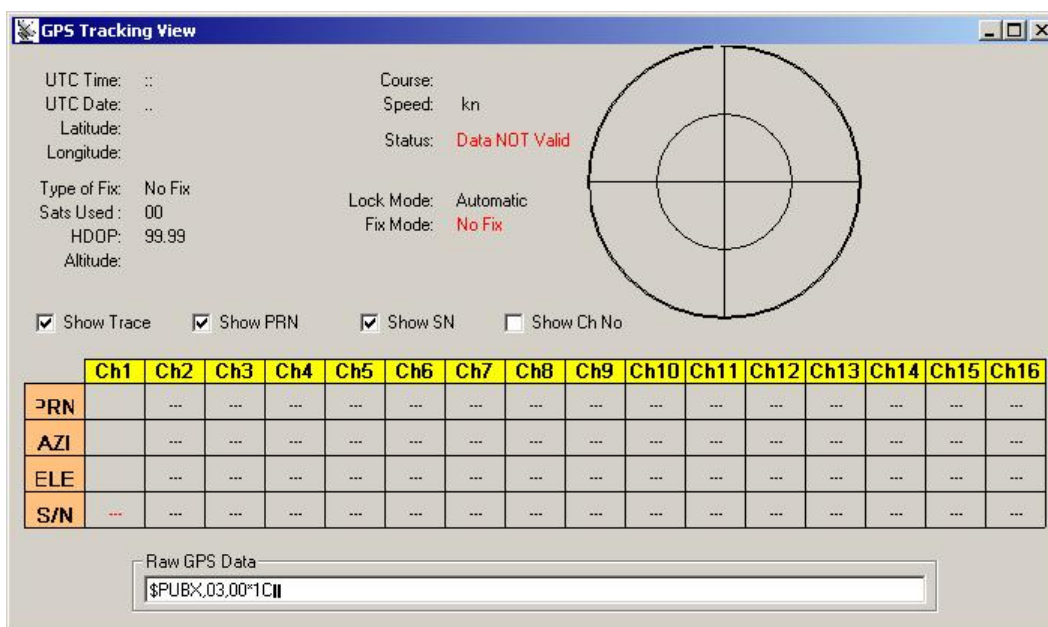 GPS Tracking View
UTC Time: ::
UTC Date: ..
Latitude:
Longitude:
Course:
Speed: kn
Status: Data NOT Valid
Type of Fix: No Fix
Sats Used : 00
HDOP: 99.99
Altitude:
Lock Mode: Automatic
Fix Mode: No Fix
Show Trace Show PRN Show SN Show Ch No
Ch1 Ch2 Ch3 Ch4 Ch5 Ch6 Ch7 Ch8 Ch9 Ch10 Ch11 Ch12 Ch13 Ch14 Ch15 Ch16
PRN --- --- --- --- --- --- --- --- --- --- --- --- --- --- ---
AZI --- --- --- --- --- --- --- --- --- --- --- --- --- --- ---
ELE --- --- --- --- --- --- --- --- --- --- --- --- --- --- ---
S/N --- --- --- --- --- --- --- --- --- --- --- --- --- --- --- ---
Raw GPS Data
$PUBX,03,00*1C